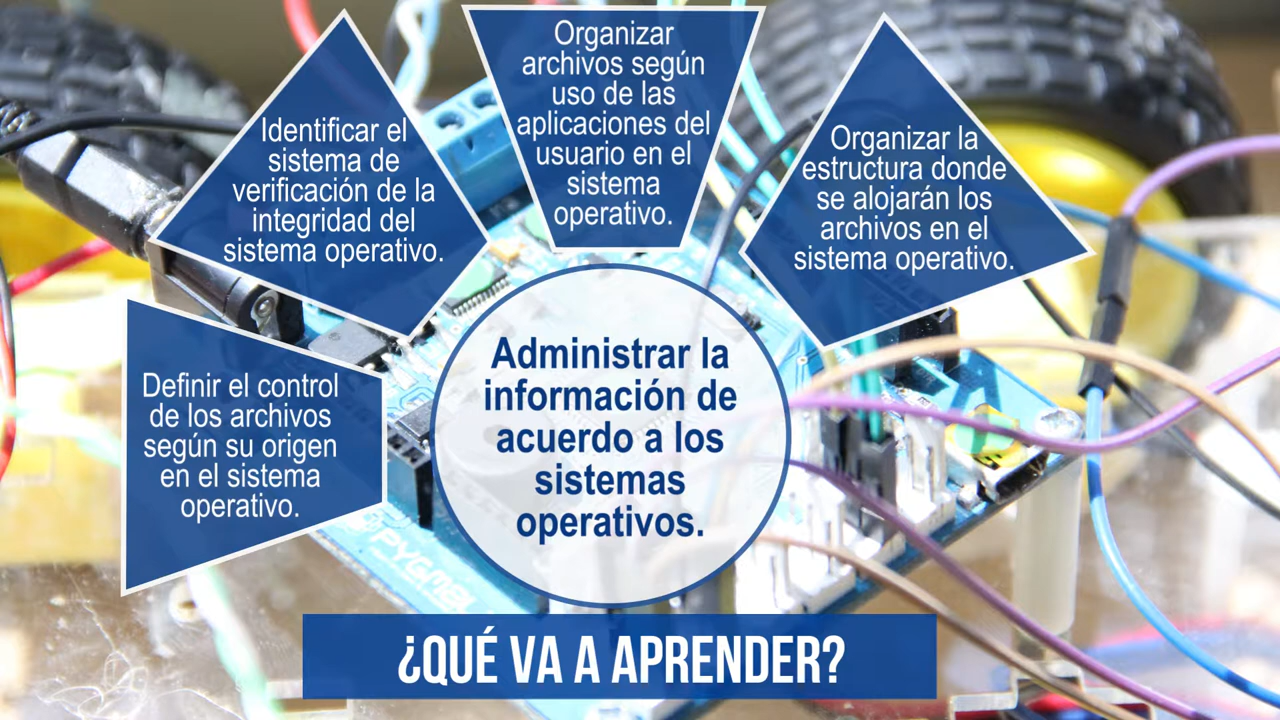 Organizar
archivos según
uso de las
aplicaciones del
usuario en el
sistema
operativo.
Identificar el
sistema de
verificación de la
integridad del
sistema operativo.
Organizar la
estructura donde
se alojarán los
archivos en el
sistema operativo.
Definir el control
de los archivos
según su origen
en el sistema
operativo.
Administrar la
información de
acuerdo a los
sistemas
operativos.
¿QUÉ VA A APRENDER?